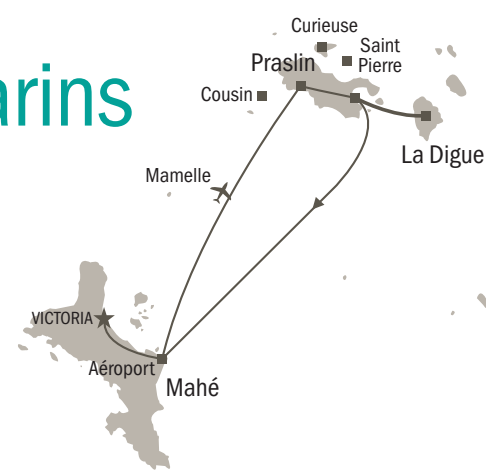 arins
Curieuse
Saint
Pierre
Praslin
Cousin
La Digue
Mamelle
VICTORIA
Aéroport
Mahé